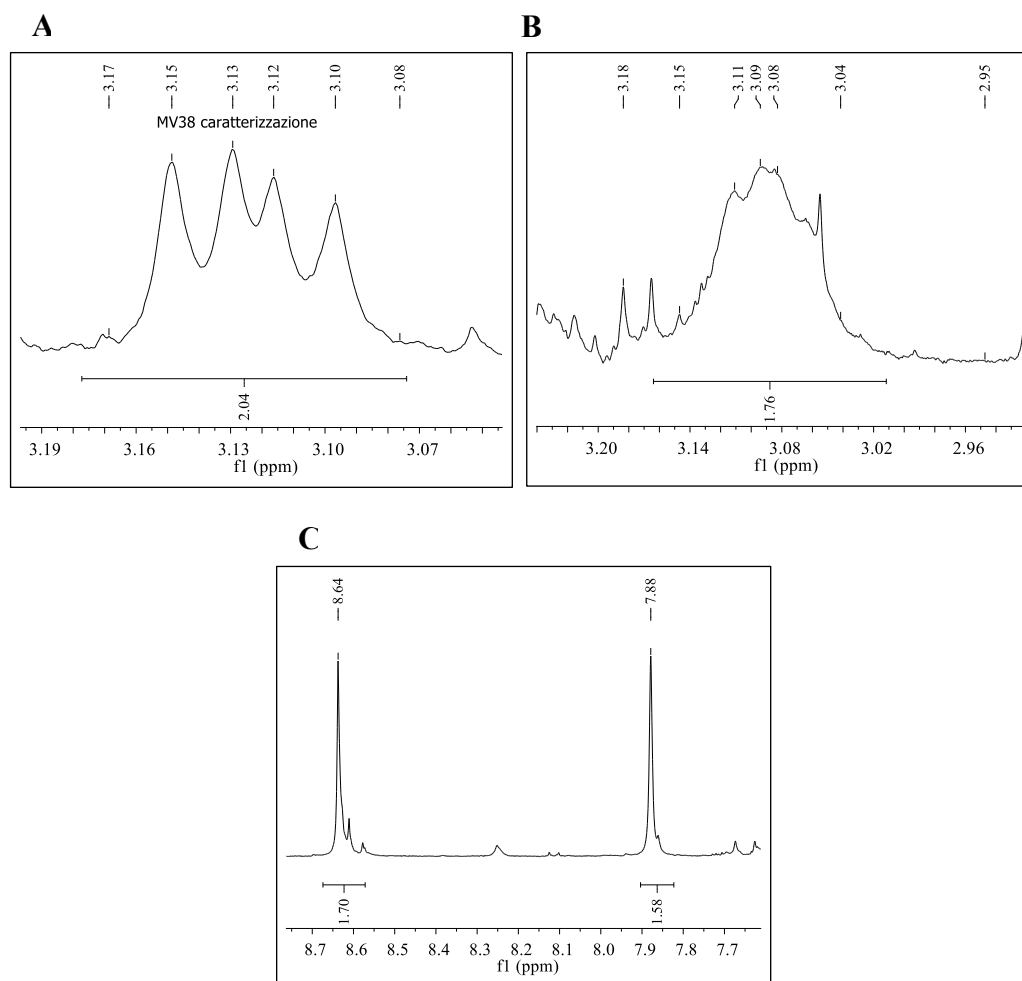 A
3.17
3.15
3.13
3.12
3.10
3.08
MV38 caratterizzazione
2.04
3.19 3.16 3.13 3.10 3.07
f1 (ppm)
B
3.18
3.15
3.11
3.09
3.08
3.04
2.95
1.76
3.20 3.14 3.08 3.02 2.96
f1 (ppm)
C
8.64
7.88
1.70
1.58
8.7 8.6 8.5 8.4 8.3 8.2 8.1 8.0 7.9 7.8 7.7
f1 (ppm)